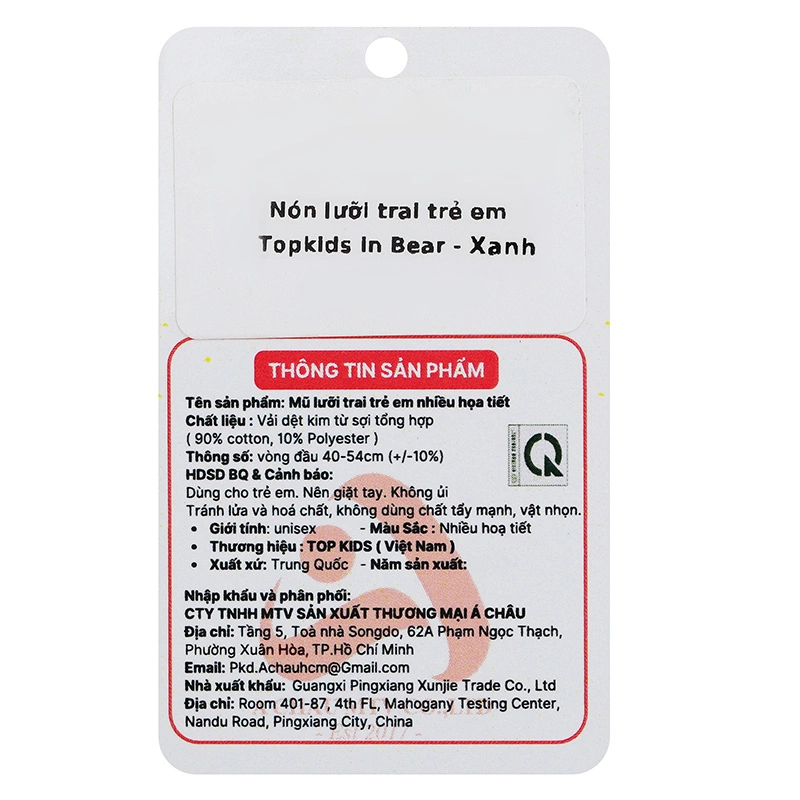 Nón lưỡi trai trẻ em
Topkids in Bear - Xanh
THÔNG TIN SẢN PHẨM
Tên sản phẩm: Mũ lưỡi trai trẻ em nhiều họa tiết
Chất liệu : Vải dệt kim từ sợi tổng hợp
( 90% cotton, 10% Polyester )
Thông số: vòng đầu 40-54cm (+/-10%)
HDSD BQ & Cảnh báo:
Dùng cho trẻ em. Nên giặt tay. Không ủi
Tránh lửa và hoá chất, không dùng chất tẩy mạnh, vật nhọn.
• Giới tính: unisex - Màu Sắc : Nhiều hoạ tiết
• Thương hiệu : TOP KIDS ( Việt Nam )
• Xuất xứ: Trung Quốc - Năm sản xuất:
Nhập khẩu và phân phối:
CTY TNHH MTV SẢN XUẤT THƯƠNG MẠI Á CHÂU
Địa chỉ: Tầng 5, Toà nhà Songdo, 62A Phạm Ngọc Thạch,
Phường Xuân Hòa, TP.Hồ Chí Minh
Email: Pkd.Achauhcm@Gmail.com
Nhà xuất khẩu: Guangxi Pingxiang Xunjie Trade Co., Ltd
Địa chỉ: Room 401-87, 4th FL, Mahogany Testing Center,
Nandu Road, Pingxiang City, China
- Est 2017 -